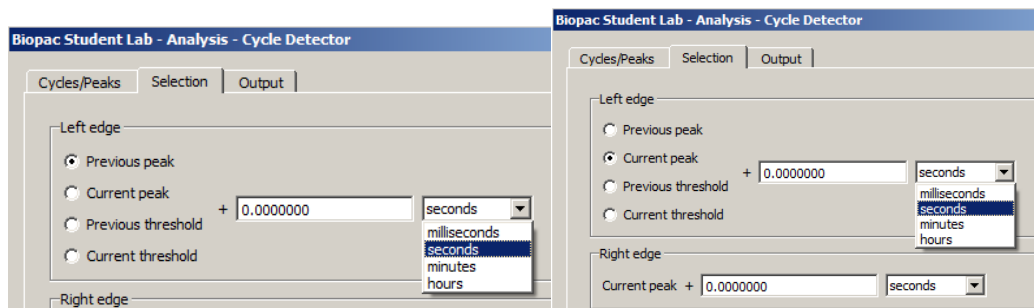 Biopac Student Lab - Analysis - Cycle Detector
Cycles/Peaks Selection Output
Left edge
Previous peak
Current peak
Previous threshold
Current threshold
+ 0.0000000 seconds
milliseconds
seconds
minutes
hours
Right edge
Biopac Student Lab - Analysis - Cycle Detector
Cycles/Peaks Selection Output
Left edge
Previous peak
Current peak
Previous threshold
Current threshold
+ 0.0000000 seconds
milliseconds
seconds
minutes
hours
Right edge
Current peak + 0.0000000 seconds